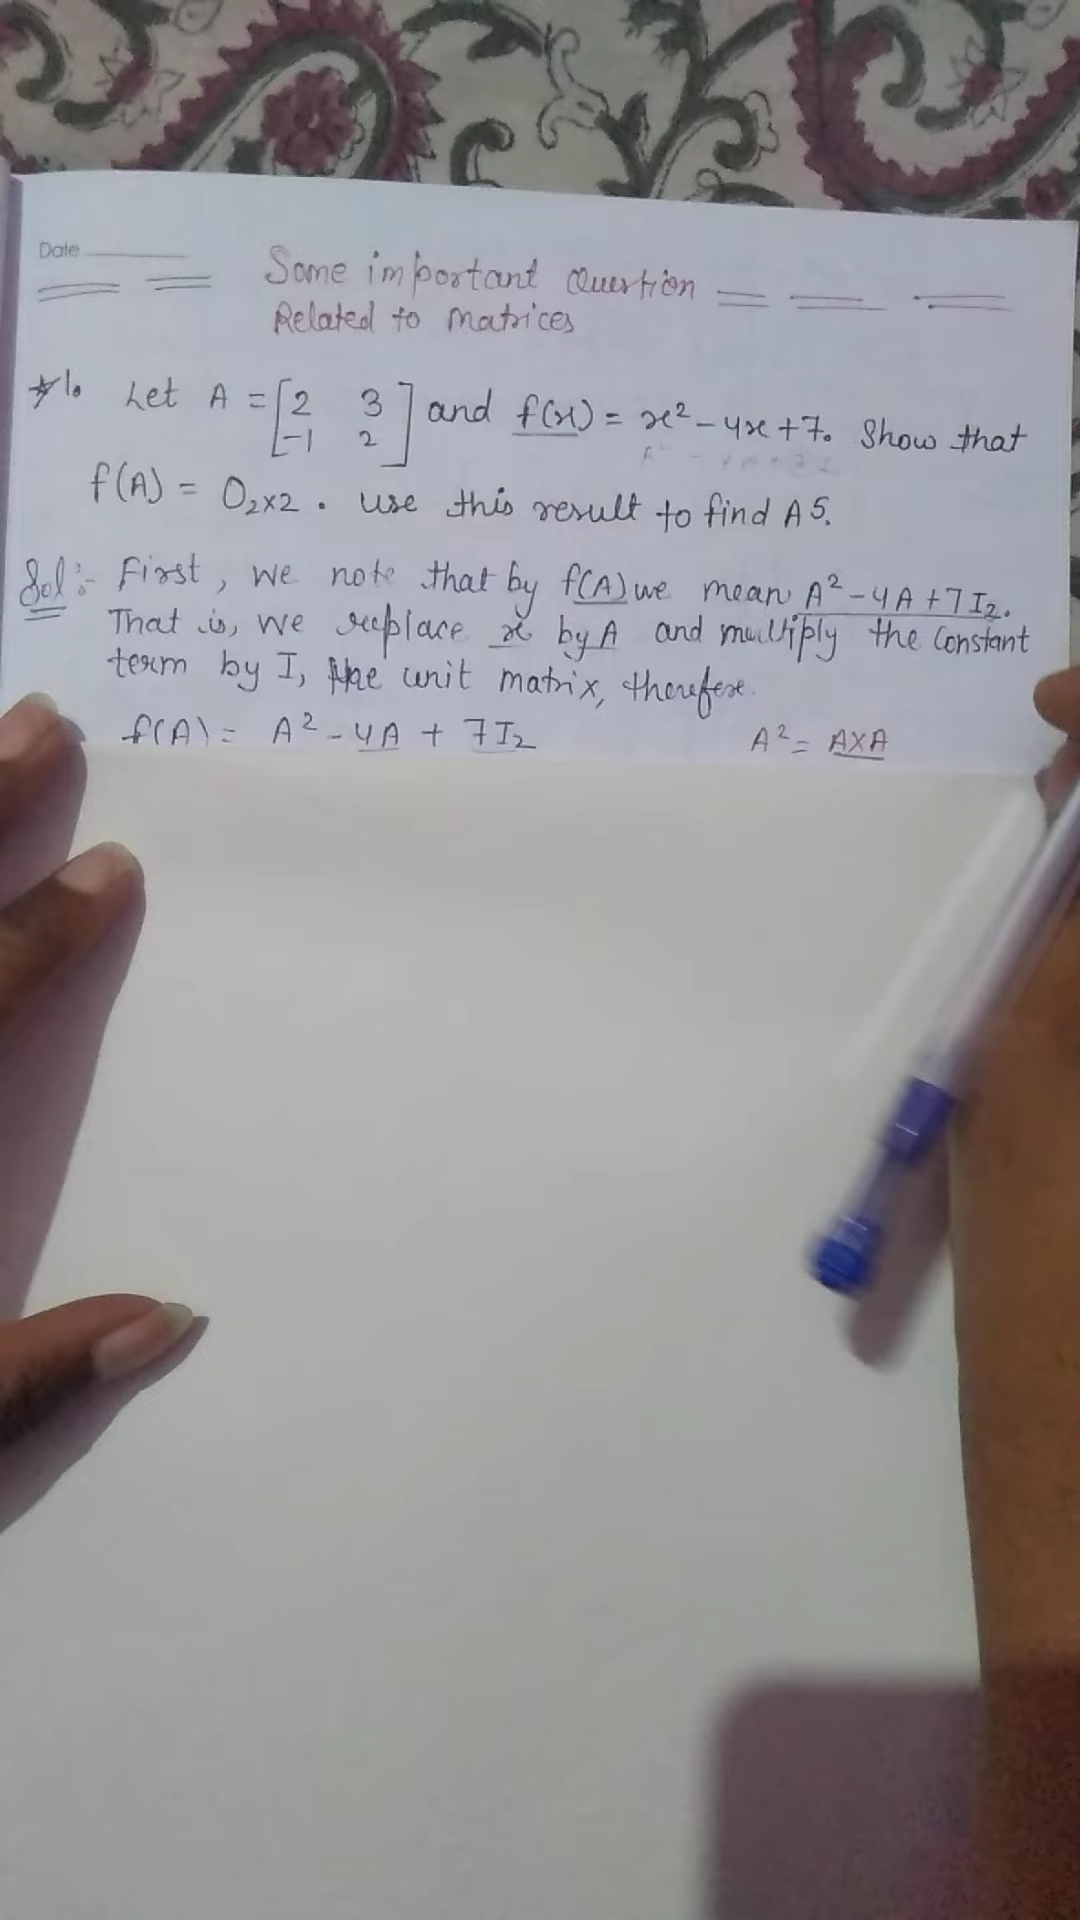 Date
Some important Question
Related to Matrices
*1. Let A = [2 3 -1 2] and f(x) = x² - 4x + 7. Show that
f(A) = O₂ₓ₂. Use this result to find A5.
Sol:- First, we note that by f(A) we mean A² - 4A + 7I₂.
That is, we replace x by A and multiply the constant
term by I, the unit matrix, therefore.
f(A) = A² - 4A + 7I₂ A² = AXA